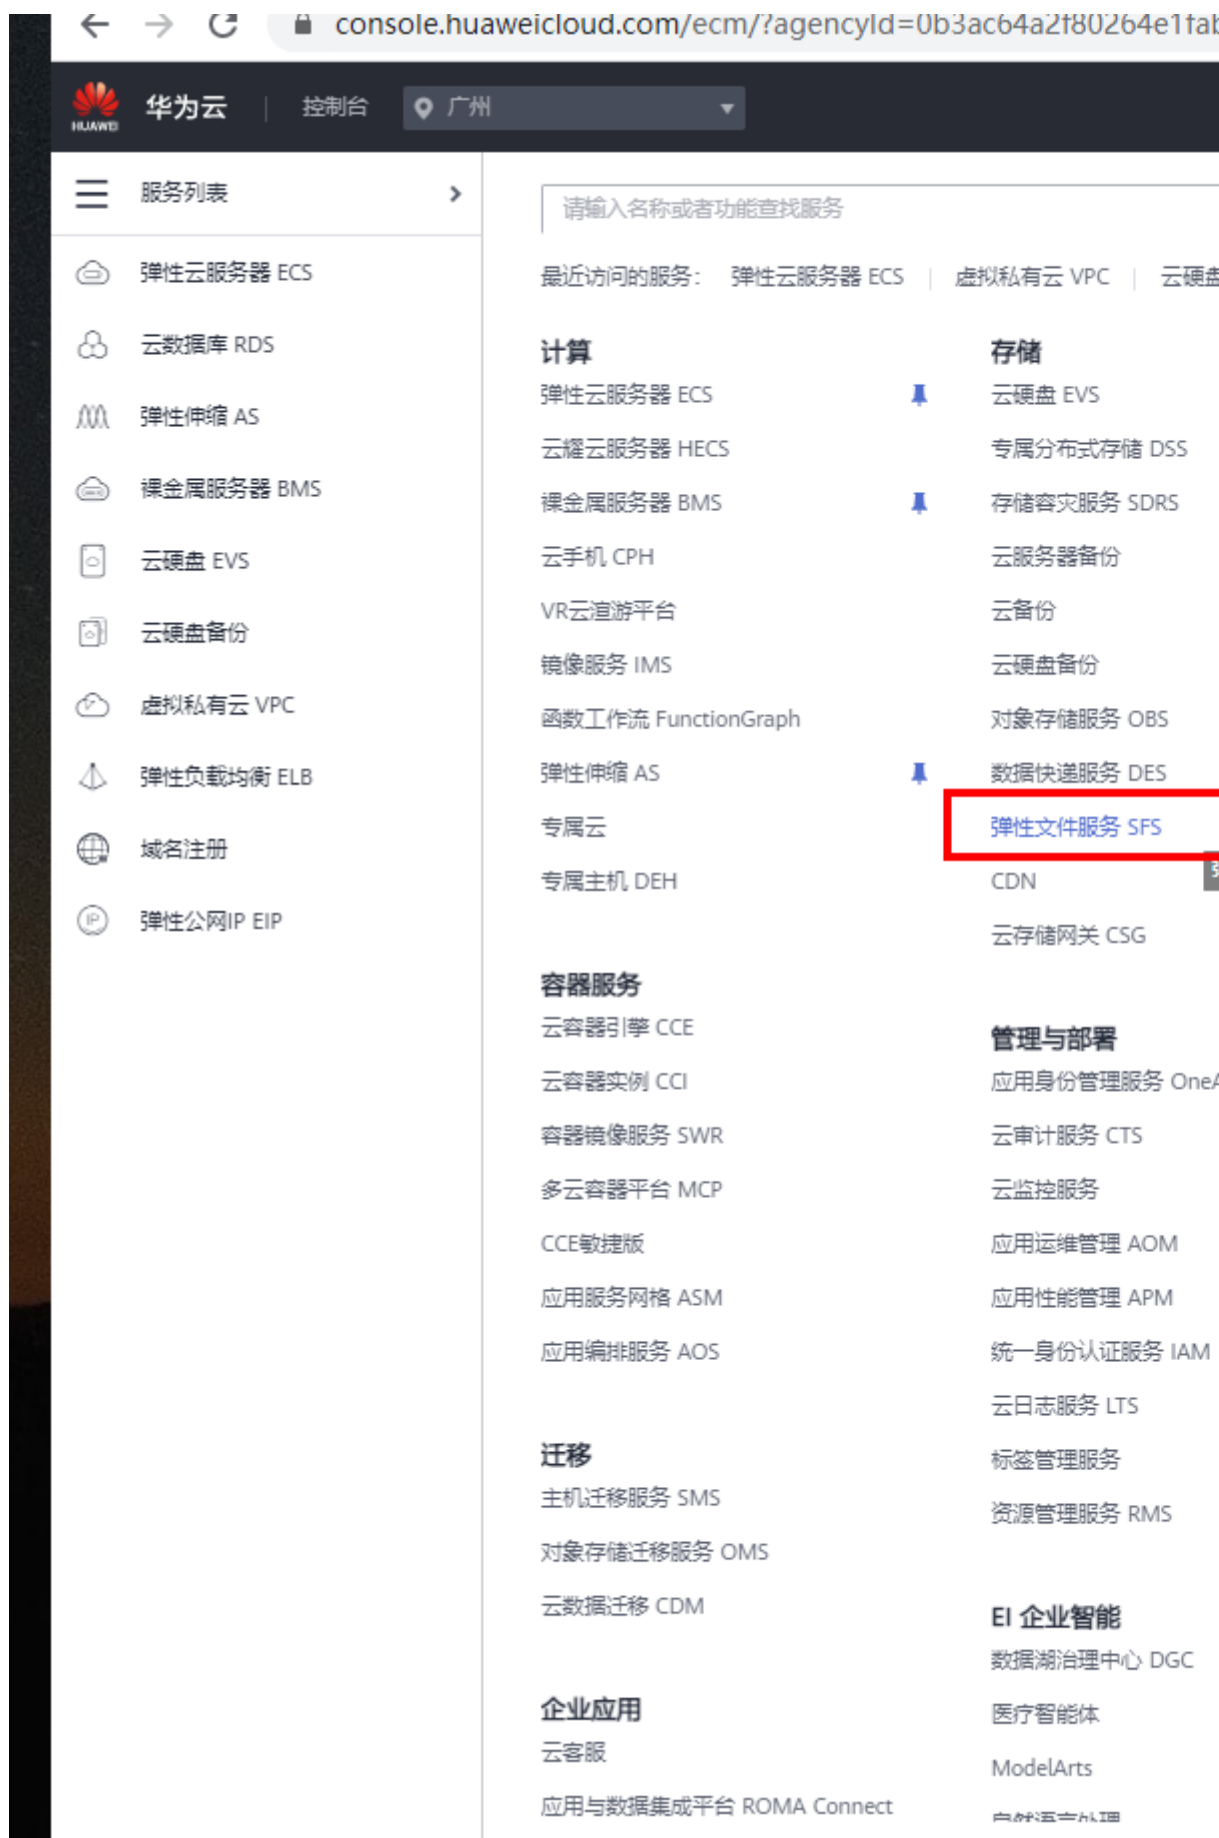 console.huaweicloud.com/ecm/?agencyId=0b3ac64a2f80264e1fab
HUAWEI 华为云 控制台 广州
服务列表
弹性云服务器 ECS
云数据库 RDS
弹性伸缩 AS
裸金属服务器 BMS
云硬盘 EVS
云硬盘备份
虚拟私有云 VPC
弹性负载均衡 ELB
域名注册
弹性公网IP EIP
请输入名称或者功能查找服务
最近访问的服务： 弹性云服务器 ECS 虚拟私有云 VPC 云硬盘
计算
弹性云服务器 ECS
云耀云服务器 HECS
裸金属服务器 BMS
云手机 CPH
VR云渲游平台
镜像服务 IMS
函数工作流 FunctionGraph
弹性伸缩 AS
专属云
专属主机 DEH
容器服务
云容器引擎 CCE
云容器实例 CCI
容器镜像服务 SWR
多云容器平台 MCP
CCE敏捷版
应用服务网格 ASM
应用编排服务 AOS
迁移
主机迁移服务 SMS
对象存储迁移服务 OMS
云数据迁移 CDM
企业应用
云客服
应用与数据集成平台 ROMA Connect
存储
云硬盘 EVS
专属分布式存储 DSS
存储容灾服务 SDRS
云服务器备份
云备份
云硬盘备份
对象存储服务 OBS
数据快递服务 DES
弹性文件服务 SFS
CDN
云存储网关 CSG
管理与部署
应用身份管理服务 OneA
云审计服务 CTS
云监控服务
应用运维管理 AOM
应用性能管理 APM
统一身份认证服务 IAM
云日志服务 LTS
标签管理服务
资源管理服务 RMS
EI 企业智能
数据湖治理中心 DGC
医疗智能体
ModelArts
自然语言处理